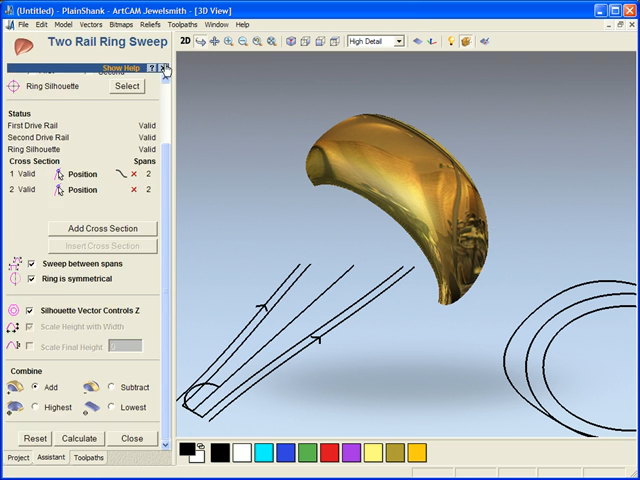 (Untitled) - PlainShank - ArtCAM Jewelsmith - [3D View]
File Edit Model Vectors Bitmaps Reliefs Toolpaths Window Help
Two Rail Ring Sweep
2D
High Detail
Show Help ?
Second
Ring Silhouette Select
Status
First Drive Rail Valid
Second Drive Rail Valid
Ring Silhouette Valid
Cross Section Spans
1 Valid Position 2
2 Valid Position 2
Add Cross Section
Insert Cross Section
Sweep between spans
Ring is symmetrical
Silhouette Vector Controls Z
Scale Height with Width
Scale Final Height
Combine
Add Subtract
Highest Lowest
Reset Calculate Close
Project Assistant Toolpaths